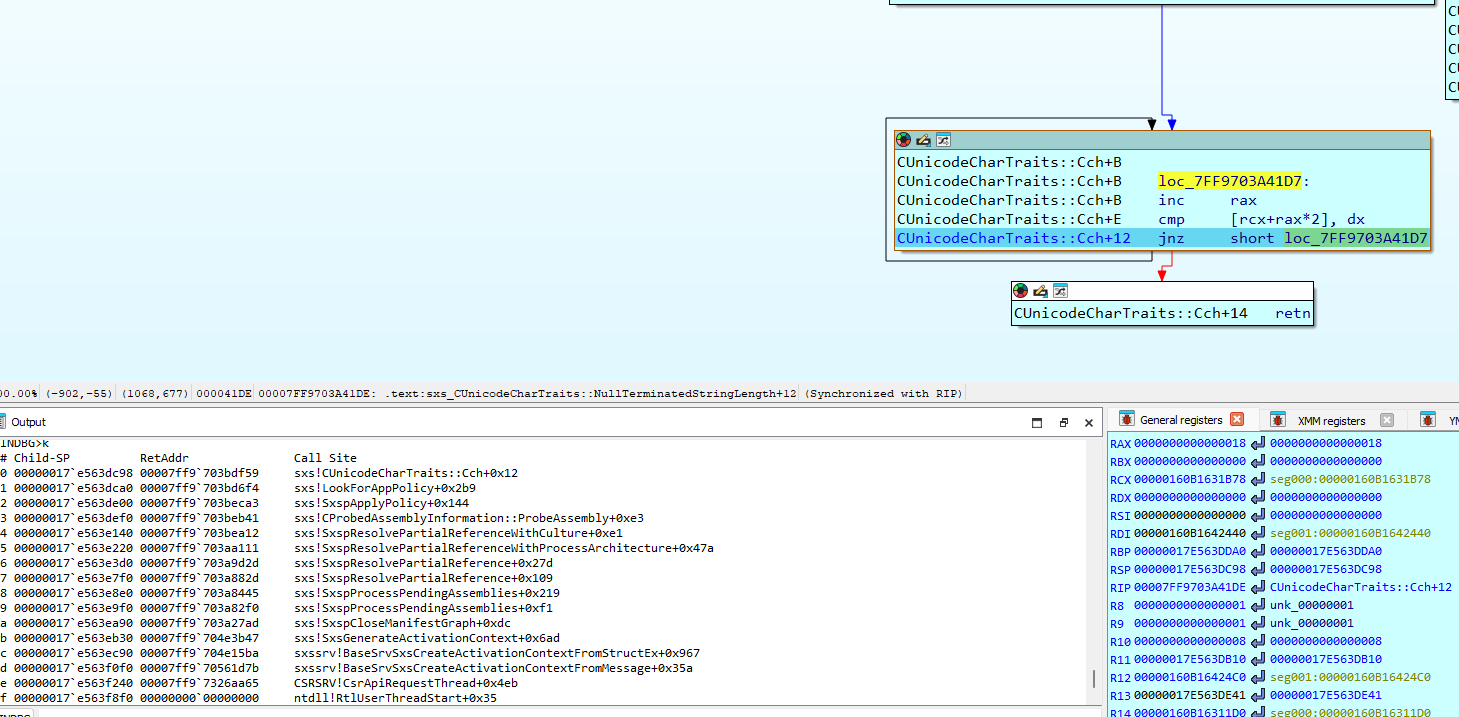 CUnicodeCharTraits::Cch+B
CUnicodeCharTraits::Cch+B loc_7FF9703A41D7:
CUnicodeCharTraits::Cch+B inc rax
CUnicodeCharTraits::Cch+E cmp [rcx+rax*2], dx
CUnicodeCharTraits::Cch+12 jnz short loc_7FF9703A41D7
CUnicodeCharTraits::Cch+14 retn
00.00% (-902,-55) (1068,677) 000041DE 00007FF9703A41DE: .text:sxs_CUnicodeCharTraits::NullTerminatedStringLength+12 (Synchronized with RIP)
Output
INDBG>k
# Child-SP RetAddr Call Site
0 00000017`e563dc98 00007ff9`703bdf59 sxs!CUnicodeCharTraits::Cch+0x12
1 00000017`e563dca0 00007ff9`703bd6f4 sxs!LookForAppPolicy+0x2b9
2 00000017`e563de00 00007ff9`703beca3 sxs!SxspApplyPolicy+0x144
3 00000017`e563def0 00007ff9`703beb41 sxs!CProbedAssemblyInformation::ProbeAssembly+0xe3
4 00000017`e563e140 00007ff9`703bea12 sxs!SxspResolvePartialReferenceWithCulture+0xe1
5 00000017`e563e220 00007ff9`703aa111 sxs!SxspResolvePartialReferenceWithProcessArchitecture+0x47a
6 00000017`e563e3d0 00007ff9`703a9d2d sxs!SxspResolvePartialReference+0x27d
7 00000017`e563e7f0 00007ff9`703a882d sxs!SxspResolvePartialReference+0x109
8 00000017`e563e8e0 00007ff9`703a8445 sxs!SxspProcessPendingAssemblies+0x219
9 00000017`e563e9f0 00007ff9`703a82f0 sxs!SxspProcessPendingAssemblies+0xf1
a 00000017`e563ea90 00007ff9`703a27ad sxs!SxspCloseManifestGraph+0xdc
b 00000017`e563eb30 00007ff9`704e3b47 sxs!SxsGenerateActivationContext+0x6ad
c 00000017`e563ec90 00007ff9`704e15ba sxssrv!BaseSrvSxsCreateActivationContextFromStructEx+0x967
d 00000017`e563f0f0 00007ff9`70561d7b sxssrv!BaseSrvSxsCreateActivationContextFromMessage+0x35a
e 00000017`e563f240 00007ff9`7326aa65 CSRSRV!CsrApiRequestThread+0x4eb
f 00000017`e563f8f0 00000000`00000000 ntdll!RtlUserThreadStart+0x35
General registers XMM registers
RAX 0000000000000018 0000000000000018
RBX 0000000000000000 0000000000000000
RCX 00000160B1631B78 seg000:00000160B1631B78
RDX 0000000000000000 0000000000000000
RSI 0000000000000000 0000000000000000
RDI 00000160B1642440 seg001:00000160B1642440
RBP 00000017E563DDA0 00000017E563DDA0
RSP 00000017E563DC98 00000017E563DC98
RIP 00007FF9703A41DE CUnicodeCharTraits::Cch+12
R8 0000000000000001 unk_00000001
R9 0000000000000001 unk_00000001
R10 0000000000000008 0000000000000008
R11 00000017E563DB10 00000017E563DB10
R12 00000160B16424C0 seg001:00000160B16424C0
R13 00000017E563DE41 00000017E563DE41
R14 00000160B16311D0 seg000:00000160B16311D0